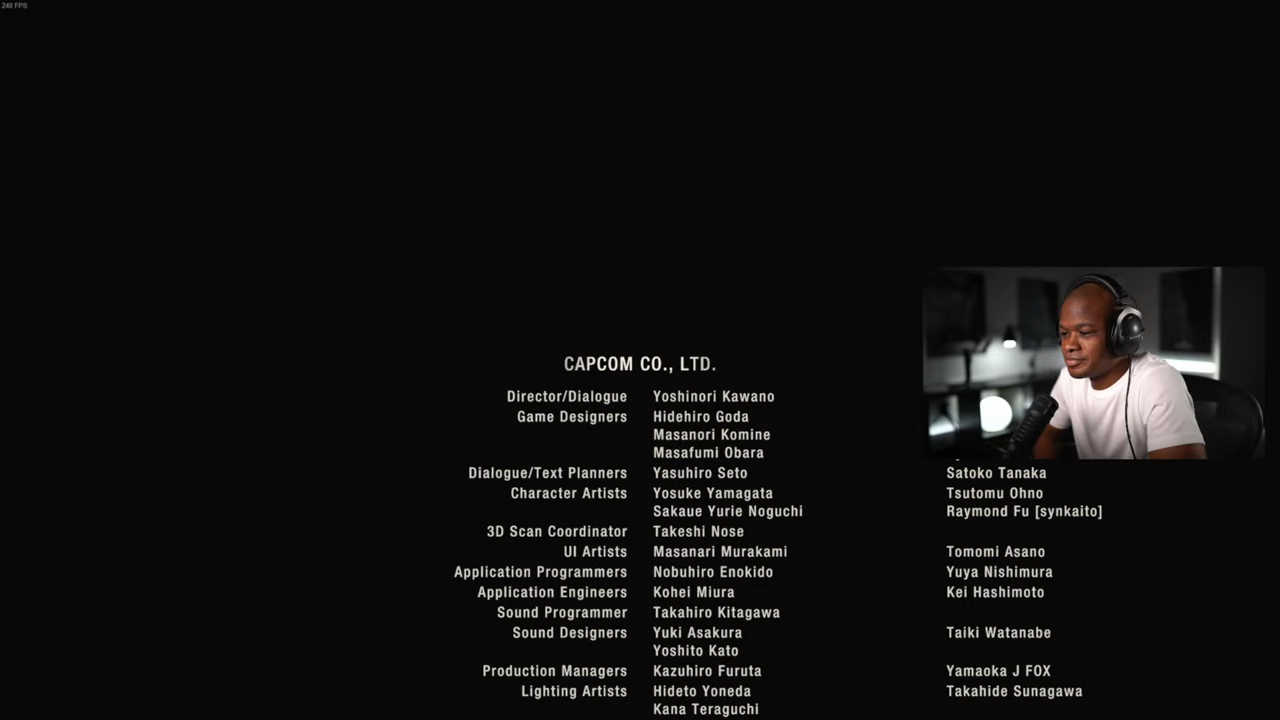 240 FPS
CAPCOM CO., LTD.
Director/Dialogue Yoshinori Kawano
Game Designers Hidehiro Goda
Masanori Komine
Masafumi Obara
Dialogue/Text Planners Yasuhiro Seto Satoko Tanaka
Character Artists Yosuke Yamagata Tsutomu Ohno
Sakaue Yurie Noguchi Raymond Fu [synkaito]
3D Scan Coordinator Takeshi Nose
UI Artists Masanari Murakami Tomomi Asano
Application Programmers Nobuhiro Enokido Yuya Nishimura
Application Engineers Kohei Miura Kei Hashimoto
Sound Programmer Takahiro Kitagawa
Sound Designers Yuki Asakura Taiki Watanabe
Yoshito Kato
Production Managers Kazuhiro Furuta Yamaoka J FOX
Lighting Artists Hideto Yoneda Takahide Sunagawa
Kana Teraguchi